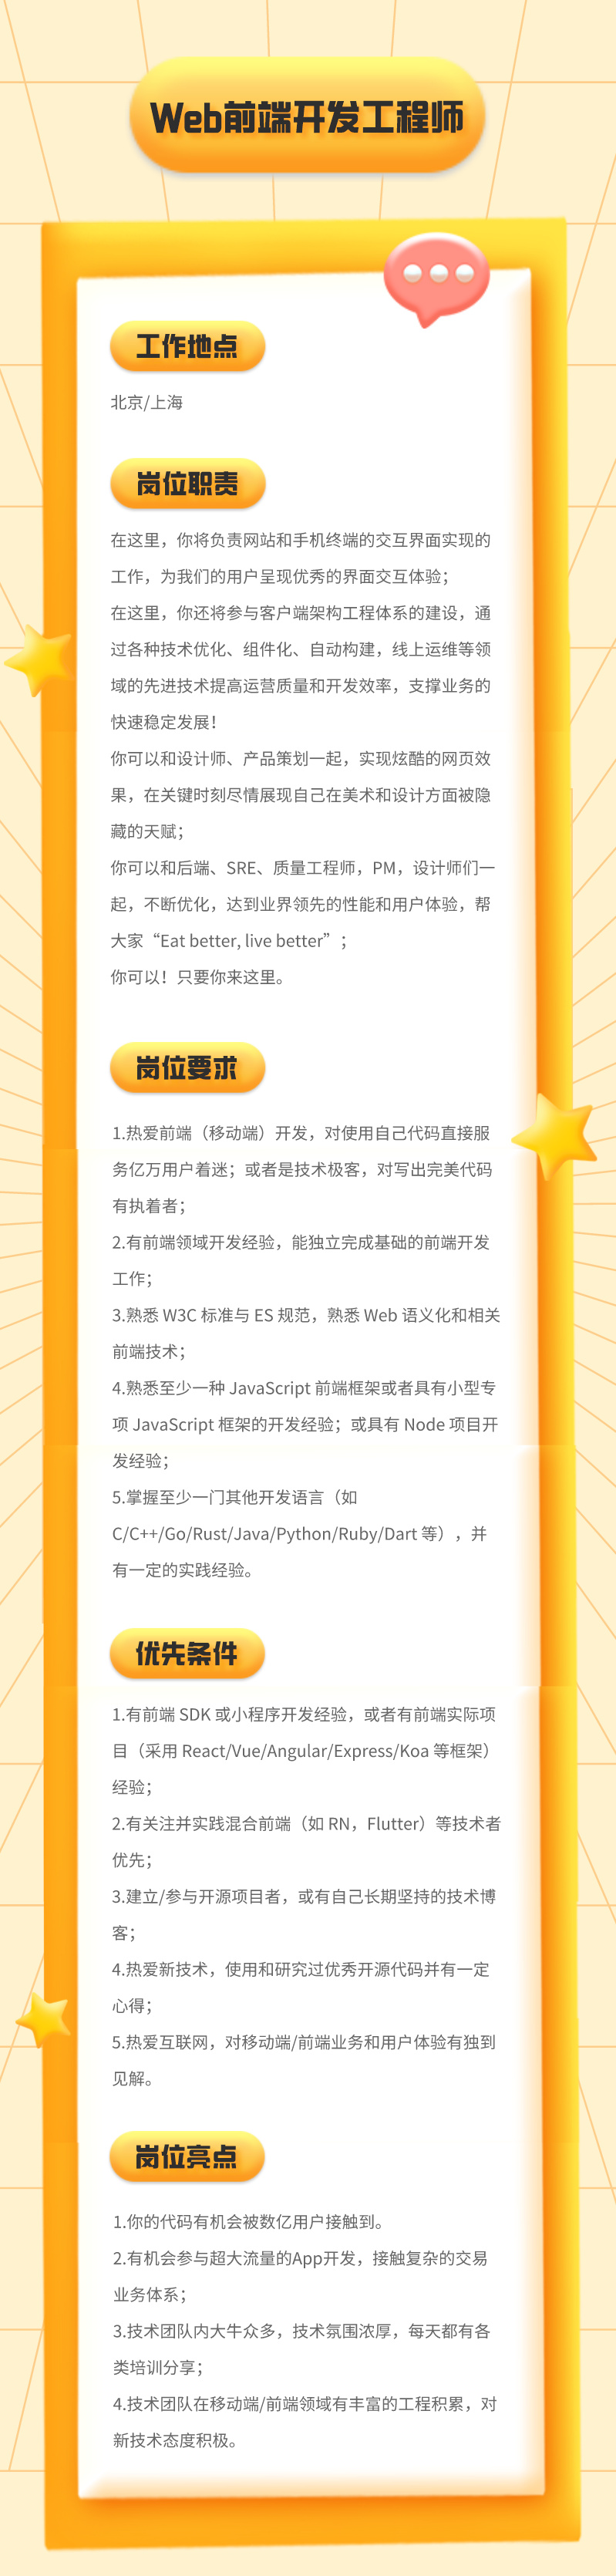 Web前端开发工程师
工作地点
北京/上海
岗位职责
在这里，你将负责网站和手机终端的交互界面实现的
工作，为我们的用户呈现优秀的界面交互体验；
在这里，你还将参与客户端架构工程体系的建设，通
过各种技术优化、组件化、自动构建，线上运维等领
域的先进技术提高运营质量和开发效率，支撑业务的
快速稳定发展！
你可以和设计师、产品策划一起，实现炫酷的网页效
果，在关键时刻尽情展现自己在美术和设计方面被隐
藏的天赋；
你可以和后端、SRE、质量工程师，PM，设计师们一
起，不断优化，达到业界领先的性能和用户体验，帮
大家“Eat better, live better”；
你可以！只要你来这里。
岗位要求
1.热爱前端（移动端）开发，对使用自己代码直接服
务亿万用户着迷；或者是技术极客，对写出完美代码
有执着者；
2.有前端领域开发经验，能独立完成基础的前端开发
工作；
3.熟悉 W3C 标准与 ES 规范，熟悉 Web 语义化和相关
前端技术；
4.熟悉至少一种 JavaScript 前端框架或者具有小型专
项 JavaScript 框架的开发经验；或具有 Node 项目开
发经验；
5.掌握至少一门其他开发语言（如
C/C++/Go/Rust/Java/Python/Ruby/Dart 等），并
有一定的实践经验。
优先条件
1.有前端 SDK 或小程序开发经验，或者有前端实际项
目（采用 React/Vue/Angular/Express/Koa 等框架）
经验；
2.有关注并实践混合前端（如 RN，Flutter）等技术者
优先；
3.建立/参与开源项目者，或有自己长期坚持的技术博
客；
4.热爱新技术，使用和研究过优秀开源代码并有一定
心得；
5.热爱互联网，对移动端/前端业务和用户体验有独到
见解。
岗位亮点
1.你的代码有机会被数亿用户接触到。
2.有机会参与超大流量的App开发，接触复杂的交易
业务体系；
3.技术团队内大牛众多，技术氛围浓厚，每天都有各
类培训分享；
4.技术团队在移动端/前端领域有丰富的工程积累，对
新技术态度积极。